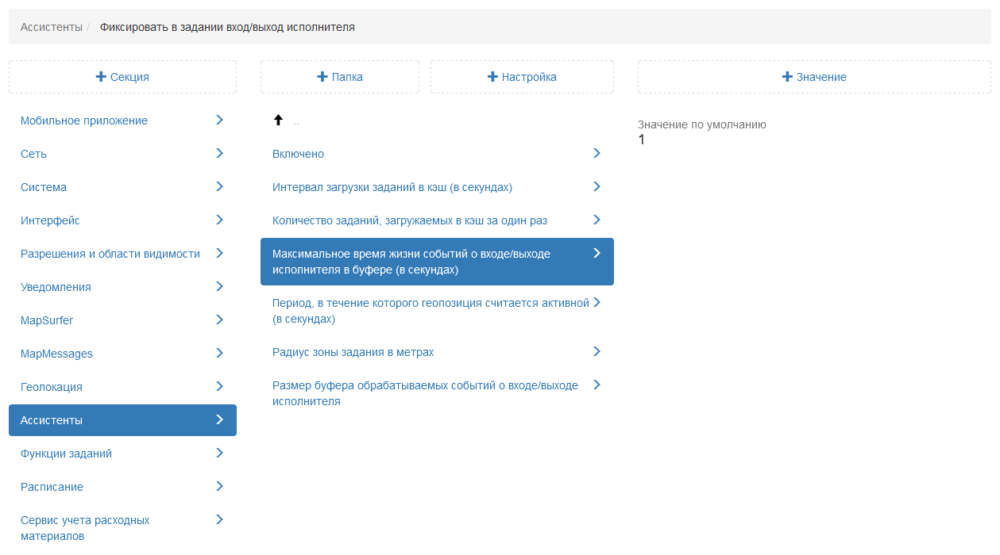 Ассистенты / Фиксировать в задании вход/выход исполнителя
Секция
Папка
Настройка
Значение
Мобильное приложение
Сеть
Система
Интерфейс
Разрешения и области видимости
Уведомления
MapSurfer
MapMessages
Геолокация
Ассистенты
Функции заданий
Расписание
Сервис учета расходных
материалов
..
Включено
Интервал загрузки заданий в кэш (в секундах)
Количество заданий, загружаемых в кэш за один раз
Максимальное время жизни событий о входе/выходе
исполнителя в буфере (в секундах)
Период, в течение которого геопозиция считается активной
(в секундах)
Радиус зоны задания в метрах
Размер буфера обрабатываемых событий о входе/выходе
исполнителя
Значение по умолчанию
1